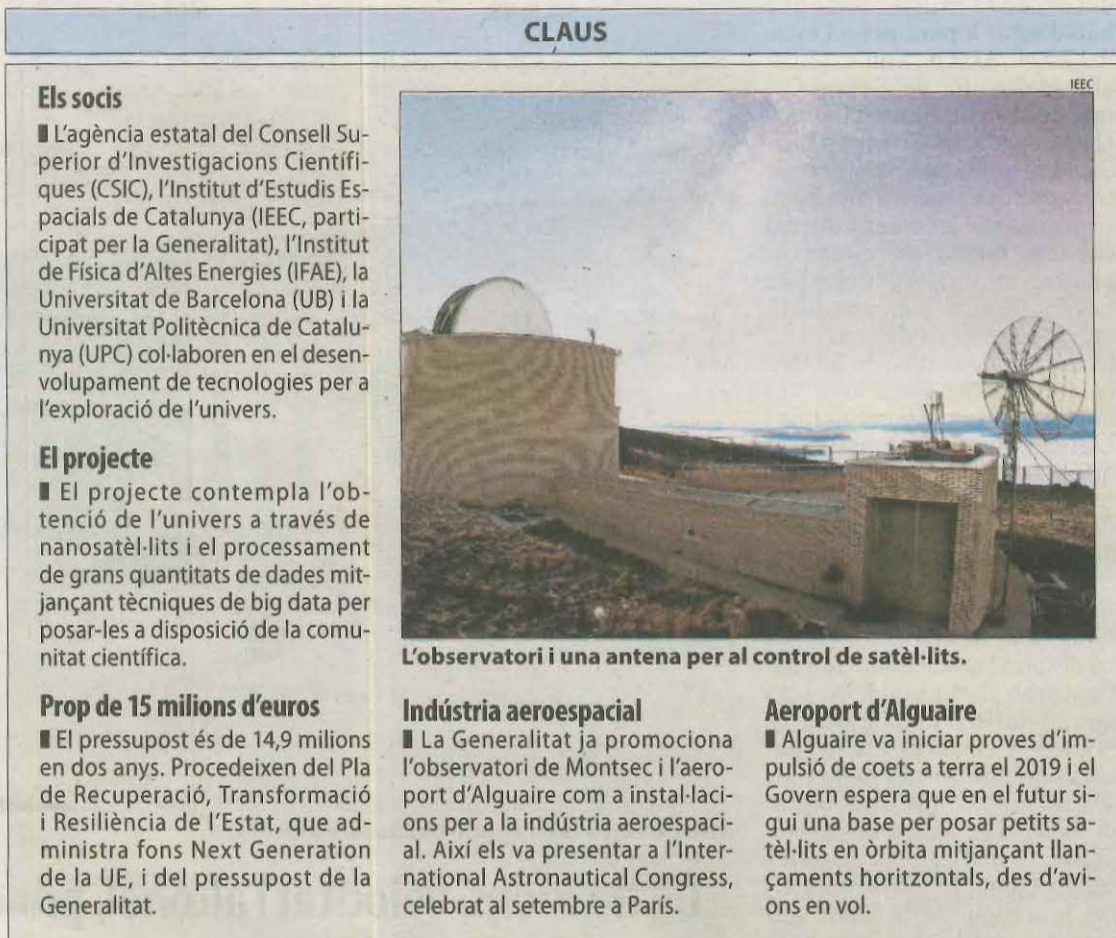 CLAUS
Els socis
▮ L'agència estatal del Consell Su-
perior d'Investigacions Científi-
ques (CSIC), l'Institut d'Estudis Es-
pacials de Catalunya (IEEC, parti-
cipat per la Generalitat), l'Institut
de Física d'Altes Energies (IFAE), la
Universitat de Barcelona (UB) i la
Universitat Politècnica de Catalu-
nya (UPC) col·laboren en el desen-
volupament de tecnologies per a
l'exploració de l'univers.
El projecte
▮ El projecte contempla l'ob-
tenció de l'univers a través de
nanosatèl·lits i el processament
de grans quantitats de dades mit-
jançant tècniques de big data per
posar-les a disposició de la comu-
nitat científica.
Prop de 15 milions d'euros
▮ El pressupost és de 14,9 milions
en dos anys. Procedeixen del Pla
de Recuperació, Transformació
i Resiliència de l'Estat, que ad-
ministra fons Next Generation
de la UE, i del pressupost de la
Generalitat.
IEEC
L'observatori i una antena per al control de satèl·lits.
Indústria aeroespacial
▮ La Generalitat ja promociona
l'observatori de Montsec i l'aero-
port d'Alguaire com a instal·laci-
ons per a la indústria aeroespaci-
al. Així els va presentar a l'Inter-
national Astronautical Congress,
celebrat al setembre a París.
Aeroport d'Alguaire
▮ Alguaire va iniciar proves d'im-
pulsió de coets a terra el 2019 i el
Govern espera que en el futur si-
gui una base per posar petits sa-
tèl·lits en òrbita mitjançant llan-
çaments horitzontals, des d'avi-
ons en vol.